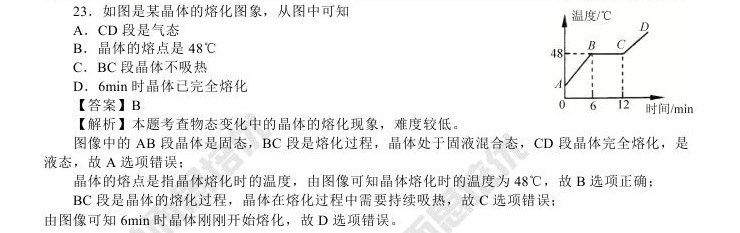 23．如图是某晶体的熔化图象，从图中可知
A．CD 段是气态
B．晶体的熔点是 48℃
C．BC 段晶体不吸热
D．6min 时晶体已完全熔化
【答案】B
【解析】本题考查物态变化中的晶体的熔化现象，难度较低。
图像中的 AB 段晶体是固态，BC 段是熔化过程，晶体处于固液混合态，CD 段晶体完全熔化，是
液态，故 A 选项错误；
晶体的熔点是指晶体熔化时的温度，由图像可知晶体熔化时的温度为 48℃，故 B 选项正确；
BC 段是晶体的熔化过程，晶体在熔化过程中需要持续吸热，故 C 选项错误；
由图像可知 6min 时晶体刚刚开始熔化，故 D 选项错误。
温度/℃
D
48
B
C
A
0
6
12
时间/min